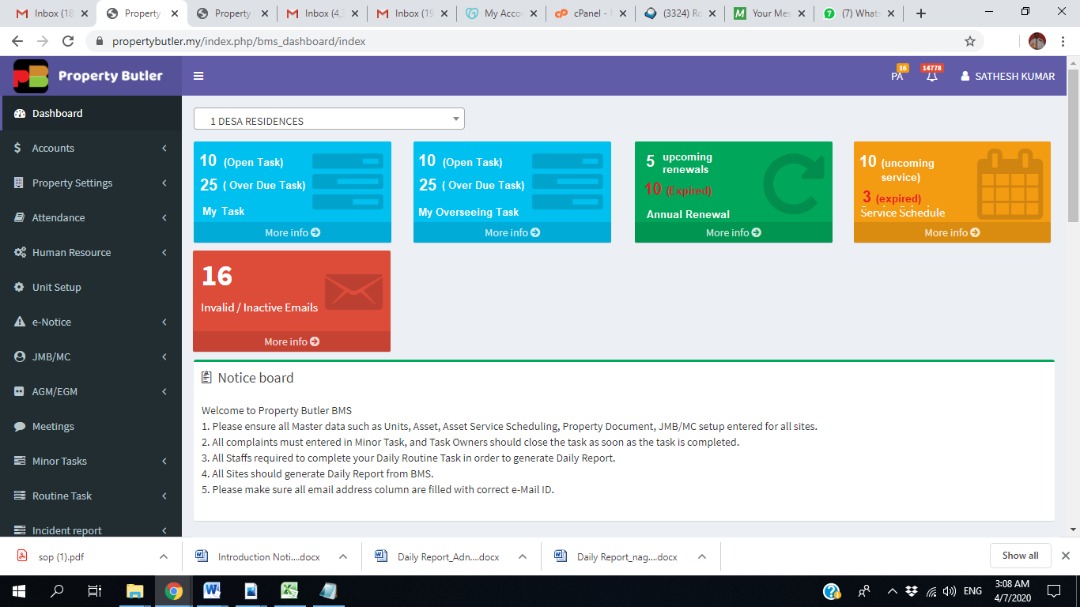 Inbox (18
Property
Property
Inbox (4,
Inbox (19
My Acco
cPanel -
(3324) Ro
Your Mes
(7) Whats
propertybutler.my/index.php/bms_dashboard/index
PB Property Butler
PA 16
14778
SATHESH KUMAR
Dashboard
Accounts
Property Settings
Attendance
Human Resource
Unit Setup
e-Notice
JMB/MC
AGM/EGM
Meetings
Minor Tasks
Routine Task
Incident report
1 DESA RESIDENCES
10 (Open Task)
25 ( Over Due Task)
My Task
More info
10 (Open Task)
25 ( Over Due Task)
My Overseeing Task
More info
5 upcoming
renewals
10 (Expired)
Annual Renewal
More info
10 (uncoming
service)
3 (expired)
Service Schedule
More info
16
Invalid / Inactive Emails
More info
Notice board
Welcome to Property Butler BMS
1. Please ensure all Master data such as Units, Asset, Asset Service Scheduling, Property Document, JMB/MC setup entered for all sites.
2. All complaints must entered in Minor Task, and Task Owners should close the task as soon as the task is completed.
3. All Staffs required to complete your Daily Routine Task in order to generate Daily Report.
4. All Sites should generate Daily Report from BMS.
5. Please make sure all email address column are filled with correct e-Mail ID.
sop (1).pdf
Introduction Noti....docx
Daily Report_Adn....docx
Daily Report_nag....docx
Show all
ENG
3:08 AM
4/7/2020